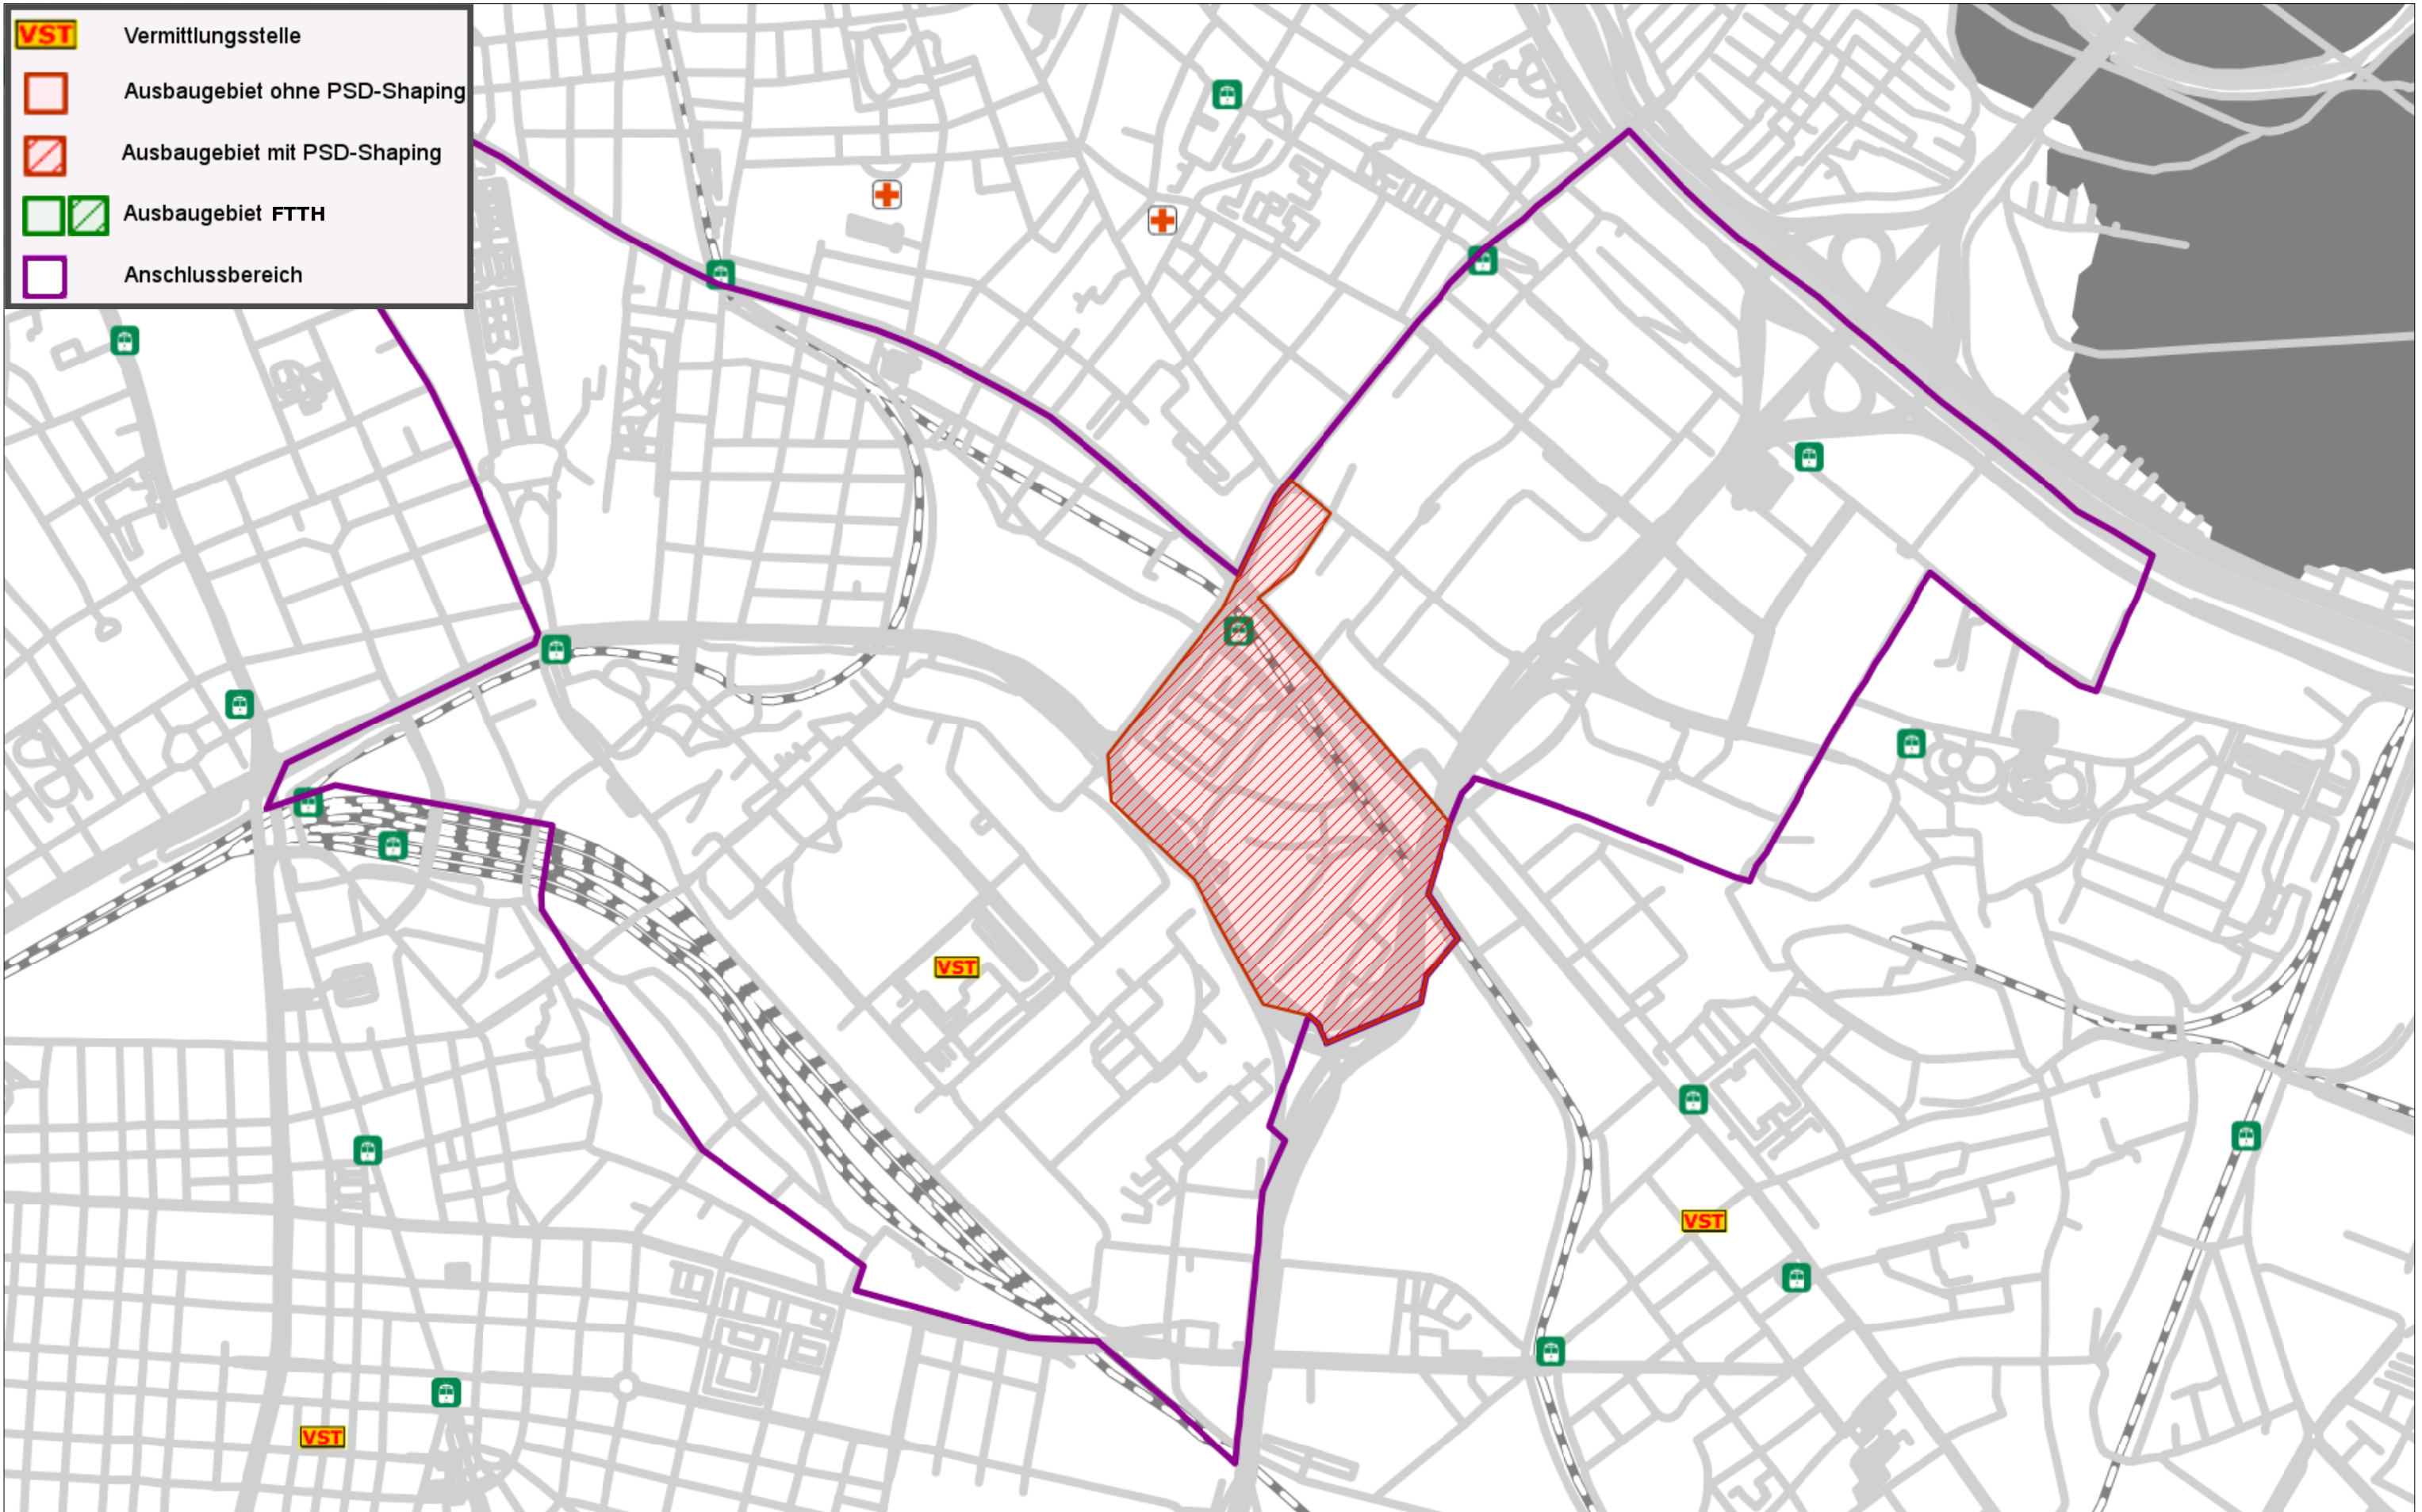 VST Vermittlungsstelle
Ausbaugebiet ohne PSD-Shaping
Ausbaugebiet mit PSD-Shaping
Ausbaugebiet FTTH
Anschlussbereich
VST
VST
VST